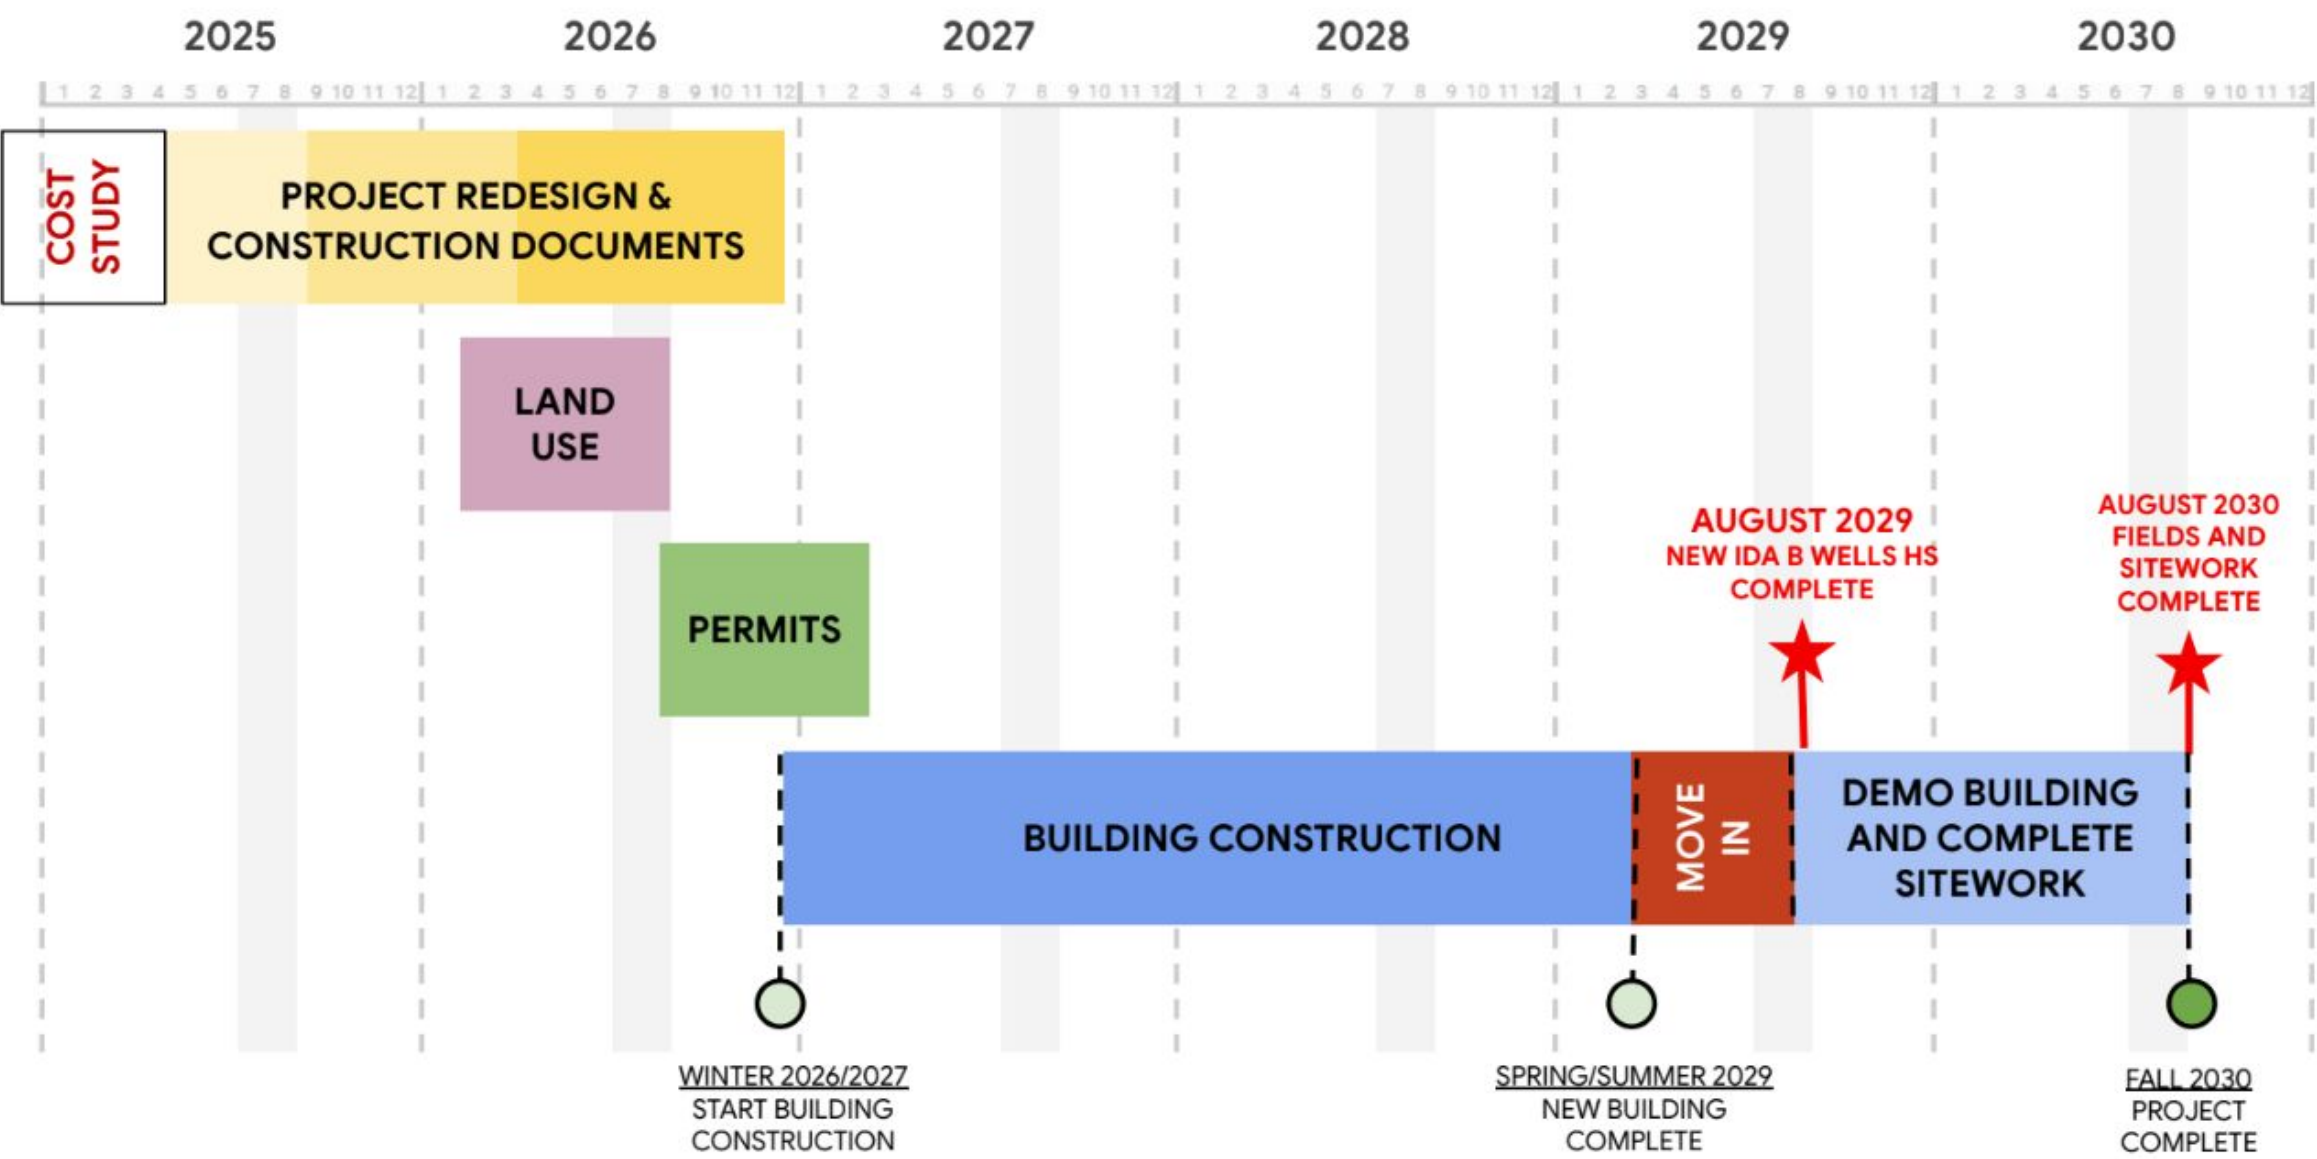 2025 2026 2027 2028 2029 2030
1 2 3 4 5 6 7 8 9 10 11 12 1 2 3 4 5 6 7 8 9 10 11 12 1 2 3 4 5 6 7 8 9 10 11 12 1 2 3 4 5 6 7 8 9 10 11 12 1 2 3 4 5 6 7 8 9 10 11 12 1 2 3 4 5 6 7 8 9 10 11 12
COST
STUDY
PROJECT REDESIGN &
CONSTRUCTION DOCUMENTS
LAND
USE
PERMITS
AUGUST 2029
NEW IDA B WELLS HS
COMPLETE
AUGUST 2030
FIELDS AND
SITEWORK
COMPLETE
BUILDING CONSTRUCTION
MOVE
IN
DEMO BUILDING
AND COMPLETE
SITEWORK
WINTER 2026/2027
START BUILDING
CONSTRUCTION
SPRING/SUMMER 2029
NEW BUILDING
COMPLETE
FALL 2030
PROJECT
COMPLETE